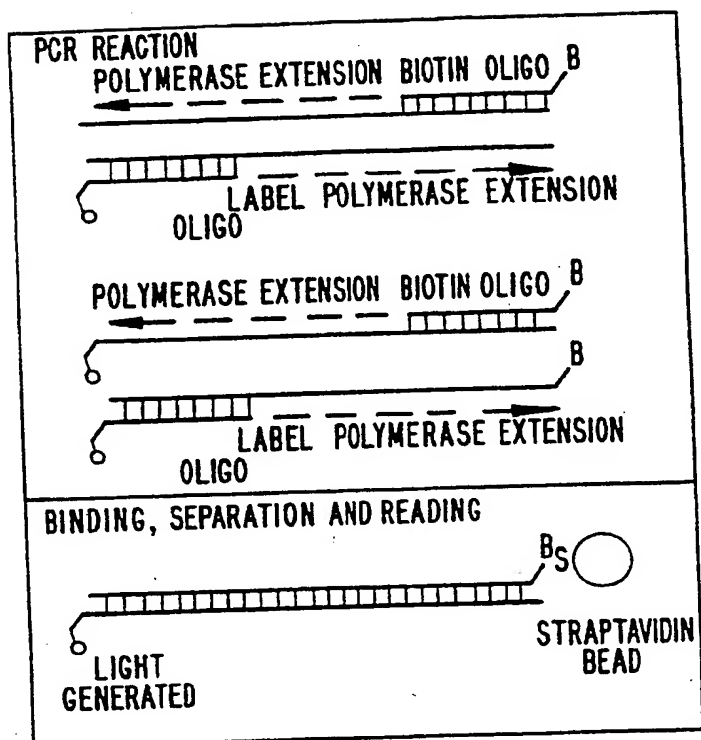 PCR REACTION
POLYMERASE EXTENSION BIOTIN OLIGO B
LABEL POLYMERASE EXTENSION
OLIGO
POLYMERASE EXTENSION BIOTIN OLIGO B
B
LABEL POLYMERASE EXTENSION
OLIGO
BINDING, SEPARATION AND READING
B S
STRAPTAVIDIN
BEAD
LIGHT
GENERATED